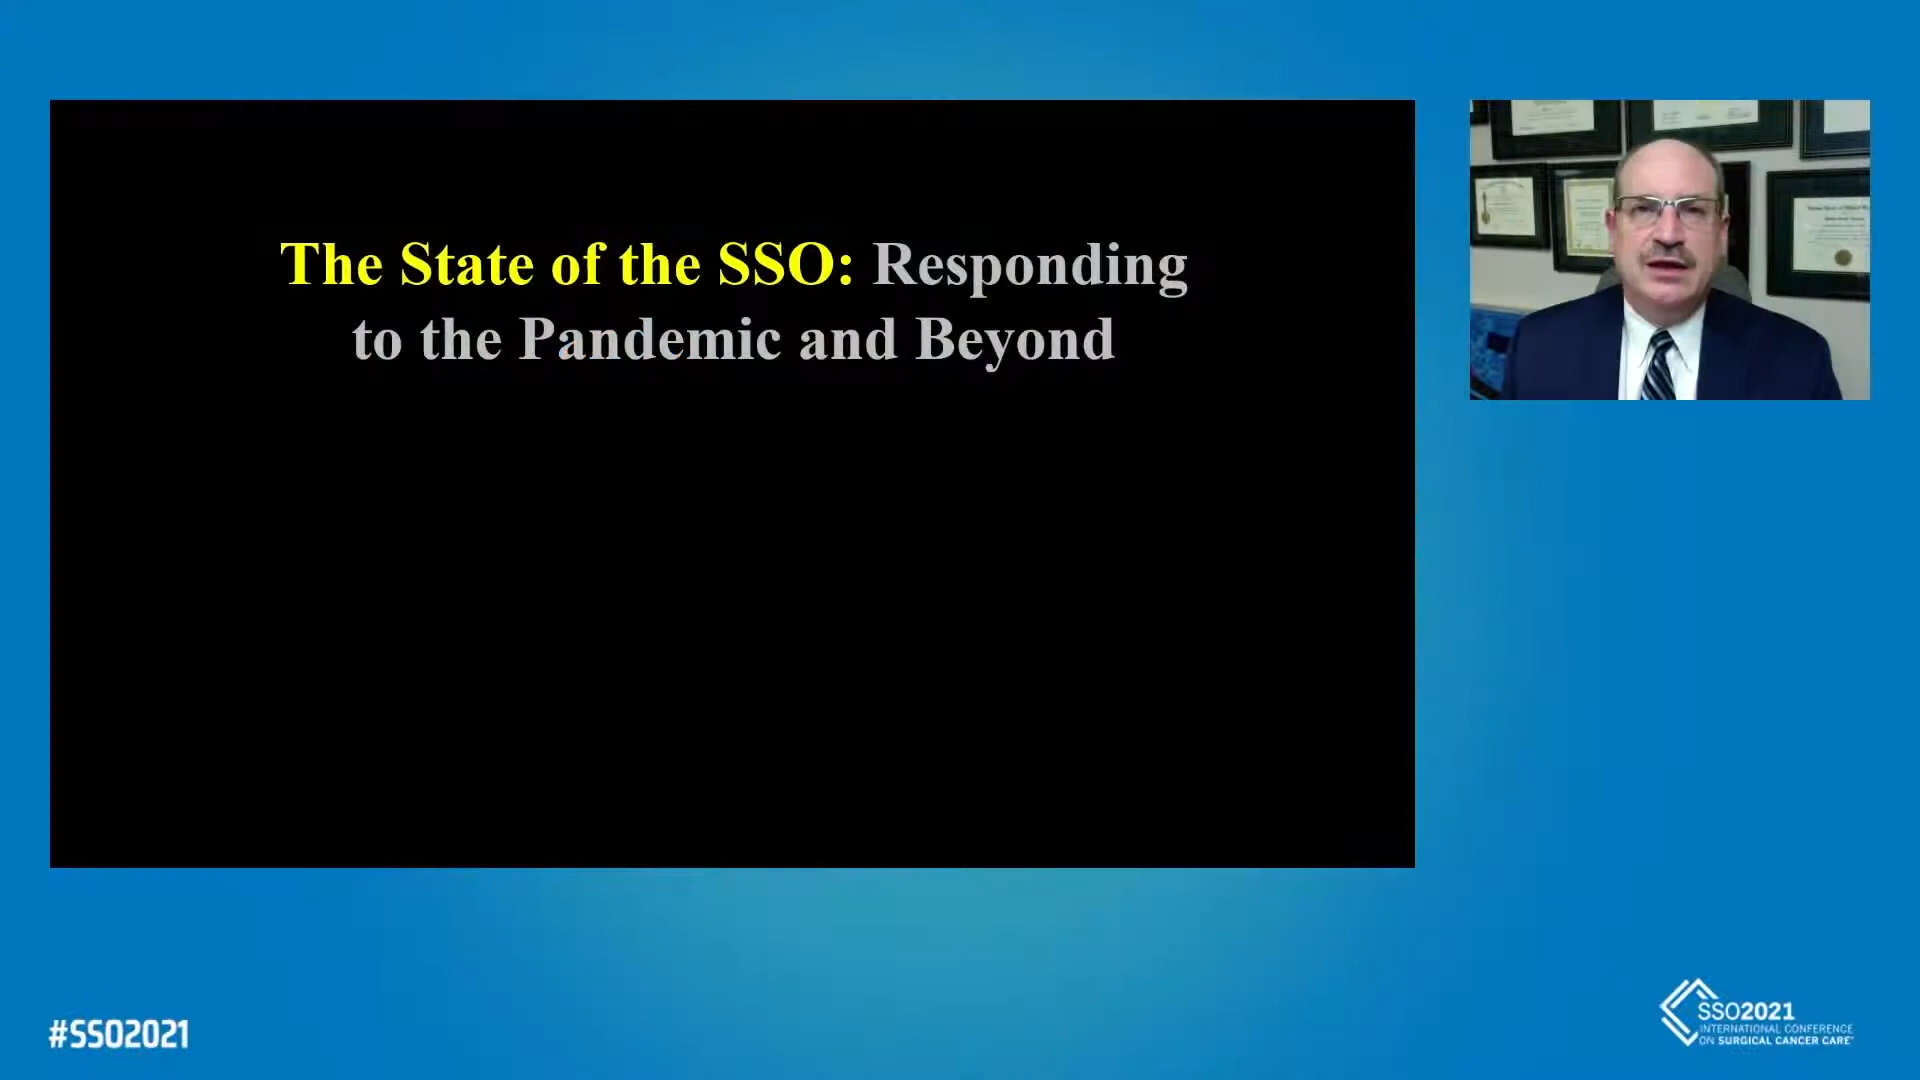 The State of the SSO: Responding
to the Pandemic and Beyond
#SSO2021
SSO2021
INTERNATIONAL CONFERENCE
ON SURGICAL CANCER CARE